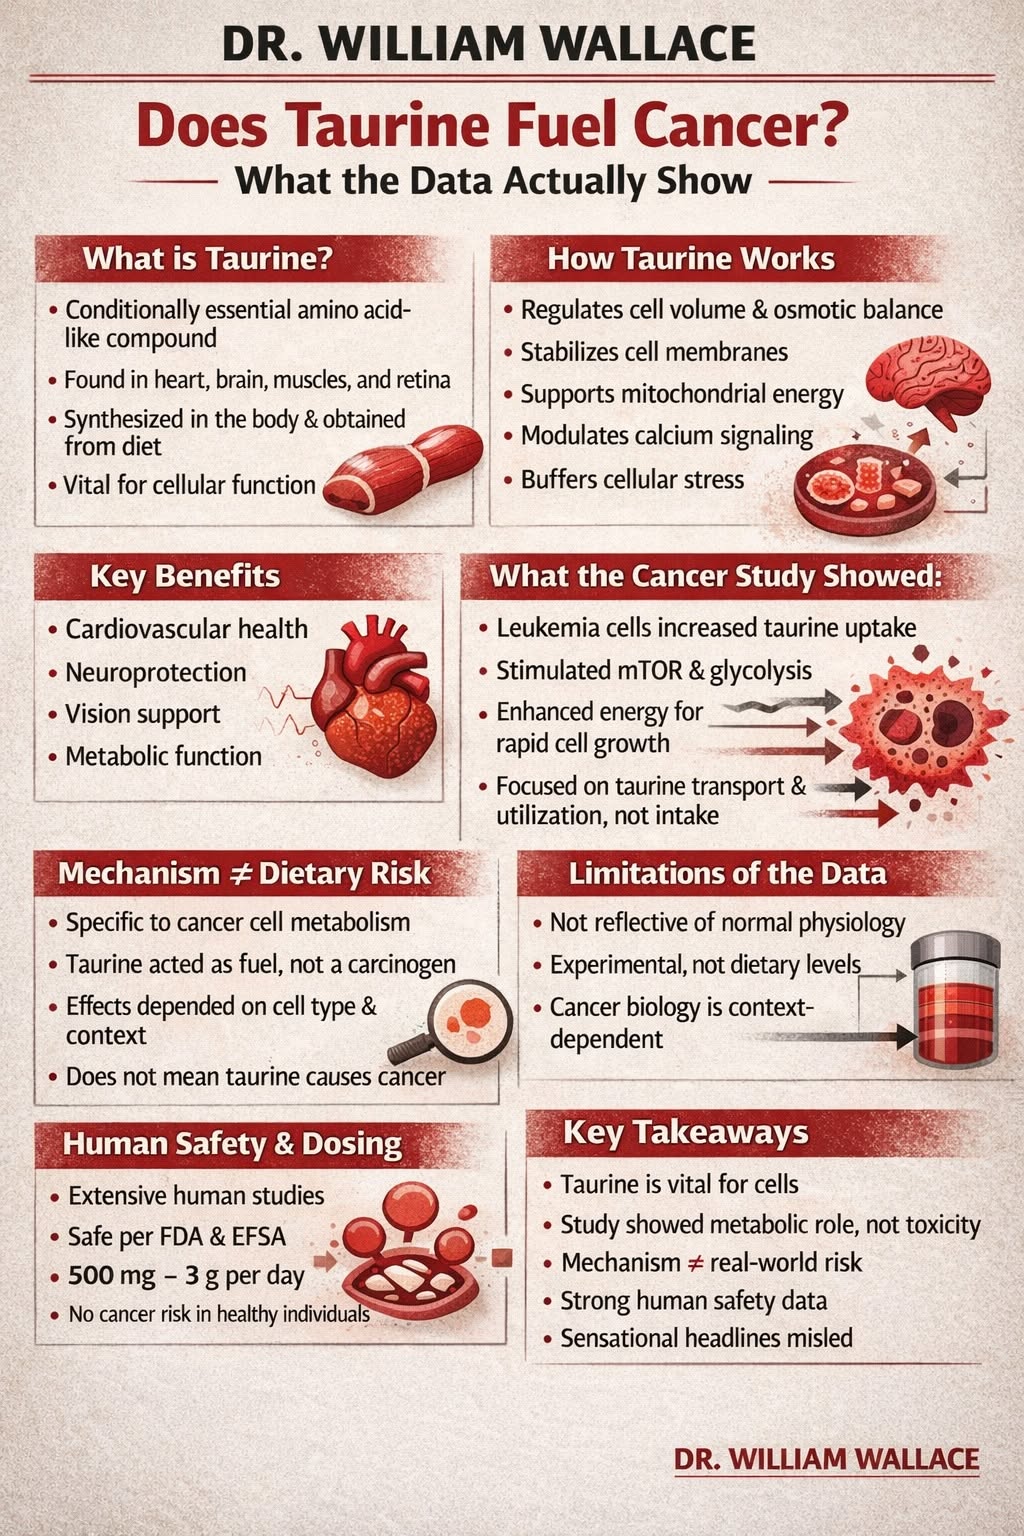 DR. WILLIAM WALLACE
Does Taurine Fuel Cancer?
What the Data Actually Show
What is Taurine?
• Conditionally essential amino acid-
like compound
• Found in heart, brain, muscles, and retina
• Synthesized in the body & obtained
from diet
• Vital for cellular function
How Taurine Works
• Regulates cell volume & osmotic balance
• Stabilizes cell membranes
• Supports mitochondrial energy
• Modulates calcium signaling
• Buffers cellular stress
Key Benefits
• Cardiovascular health
• Neuroprotection
• Vision support
• Metabolic function
What the Cancer Study Showed:
• Leukemia cells increased taurine uptake
• Stimulated mTOR & glycolysis
• Enhanced energy for
rapid cell growth
• Focused on taurine transport &
utilization, not intake
Mechanism ≠ Dietary Risk
• Specific to cancer cell metabolism
• Taurine acted as fuel, not a carcinogen
• Effects depended on cell type &
context
• Does not mean taurine causes cancer
Limitations of the Data
• Not reflective of normal physiology
• Experimental, not dietary levels
• Cancer biology is context-
dependent
Human Safety & Dosing
• Extensive human studies
• Safe per FDA & EFSA
• 500 mg – 3 g per day
• No cancer risk in healthy individuals
Key Takeaways
• Taurine is vital for cells
• Study showed metabolic role, not toxicity
• Mechanism ≠ real-world risk
• Strong human safety data
• Sensational headlines misled
DR. WILLIAM WALLACE